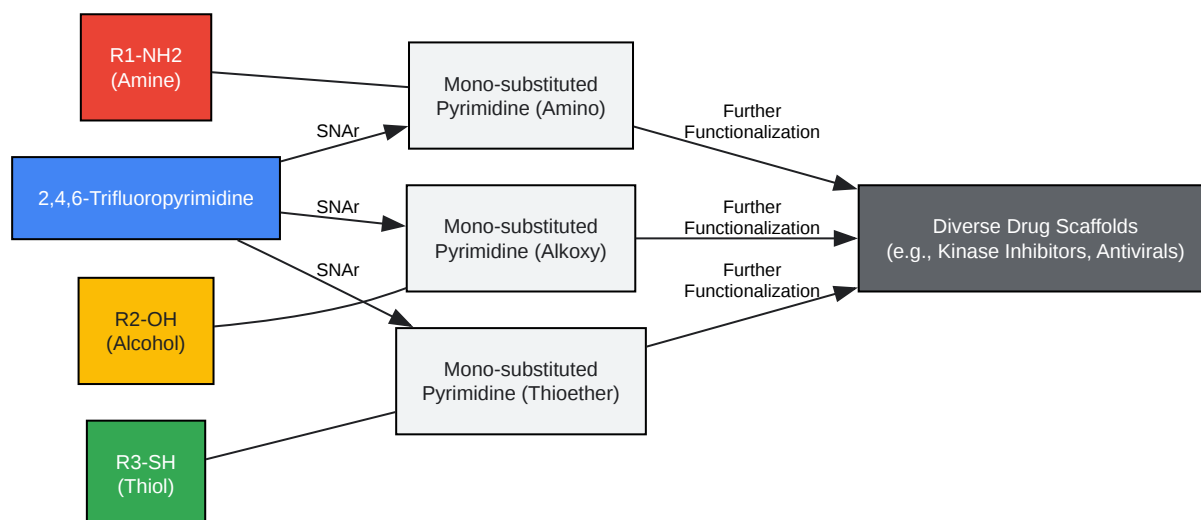 R1-NH2
(Amine)
2,4,6-Trifluoropyrimidine
R2-OH
(Alcohol)
R3-SH
(Thiol)
SNAr
SNAr
SNAr
Mono-substituted
Pyrimidine (Amino)
Mono-substituted
Pyrimidine (Alkoxy)
Mono-substituted
Pyrimidine (Thioether)
Further
Functionalization
Further
Functionalization
Further
Functionalization
Diverse Drug Scaffolds
(e.g., Kinase Inhibitors, Antivirals)